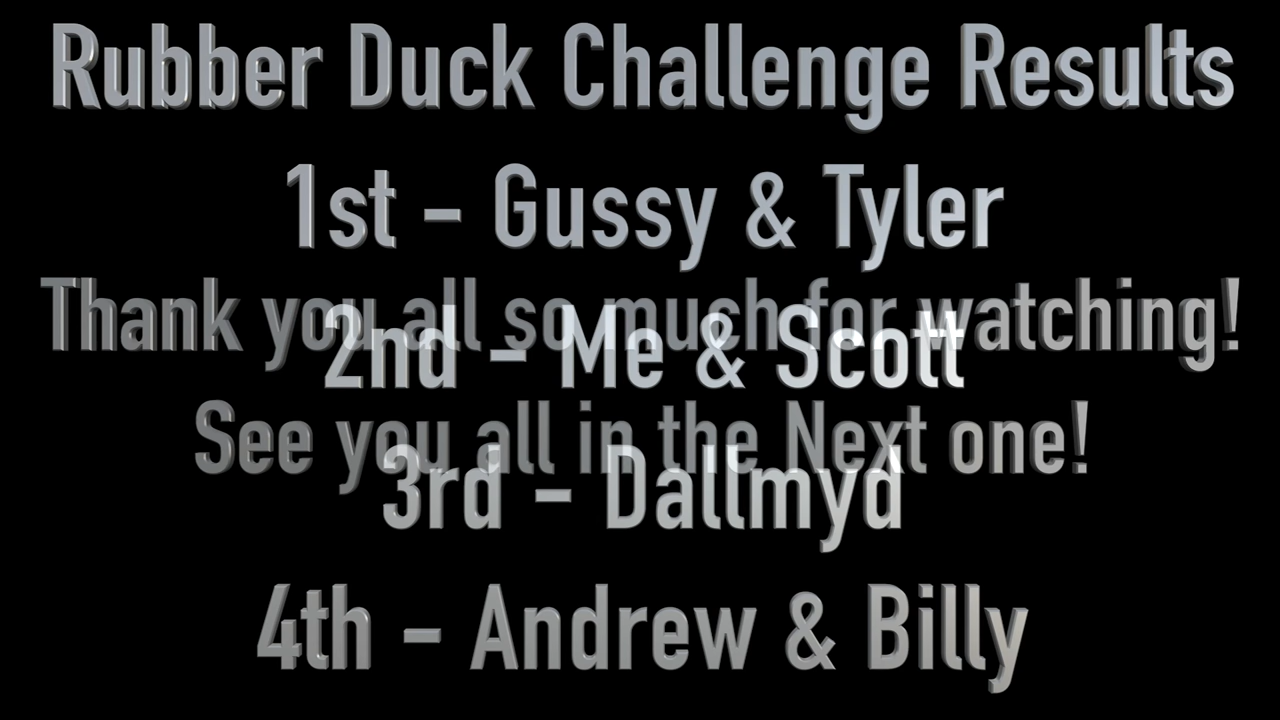 Rubber Duck Challenge Results
1st - Gussy & Tyler
Thank you all so much for watching!
2nd - Me & Scott
See you all in the Next one!
3rd - Dallmyd
4th - Andrew & Billy